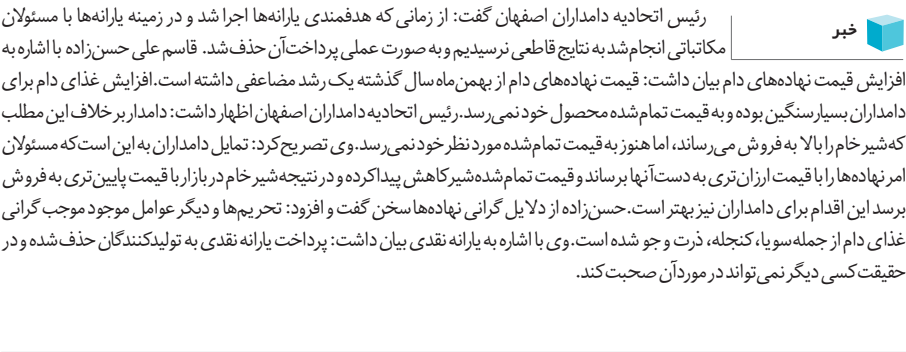 خبر
رئیس اتحادیه دامداران اصفهان گفت: از زمانی که هدفمندی یارانه‌ها اجرا شد و در زمینه یارانه‌ها با مسئولان
مکاتباتی انجام‌شد به نتایج قاطعی نرسیدیم و به صورت عملی پرداخت‌آن حذف‌شد. قاسم علی حسن‌زاده با اشاره به
افزایش قیمت نهاده‌های دام بیان داشت: قیمت نهاده‌های دام از بهمن‌ماه سال گذشته یک رشد مضاعفی داشته است.افزایش غذای دام برای
دامداران بسیار سنگین بوده و به قیمت تمام‌شده محصول خود نمی‌رسد.رئیس اتحادیه دامداران اصفهان اظهار داشت: دامدار بر خلاف این مطلب
که شیر خام را بالا به فروش می‌رساند، اما هنوز به قیمت تمام‌شده مورد نظر خود نمی‌رسد.وی تصریح کرد: تمایل دامداران به این است که مسئولان
امر نهاده‌ها را با قیمت ارزان‌تری به دست آنها برساند و قیمت تمام‌شده شیر کاهش پیدا کرده و در نتیجه شیر خام در بازار با قیمت پایین‌تری به فروش
برسد این اقدام برای دامداران نیز بهتر است.حسن‌زاده از دلایل گرانی نهاده‌ها سخن گفت و افزود: تحریم‌ها و دیگر عوامل موجود موجب گرانی
غذای دام از جمله سویا، کنجله، ذرت و جو شده است.وی با اشاره به یارانه نقدی بیان داشت: پرداخت یارانه نقدی به تولیدکنندگان حذف شده و در
حقیقت کسی دیگر نمی‌تواند در مورد آن صحبت کند.